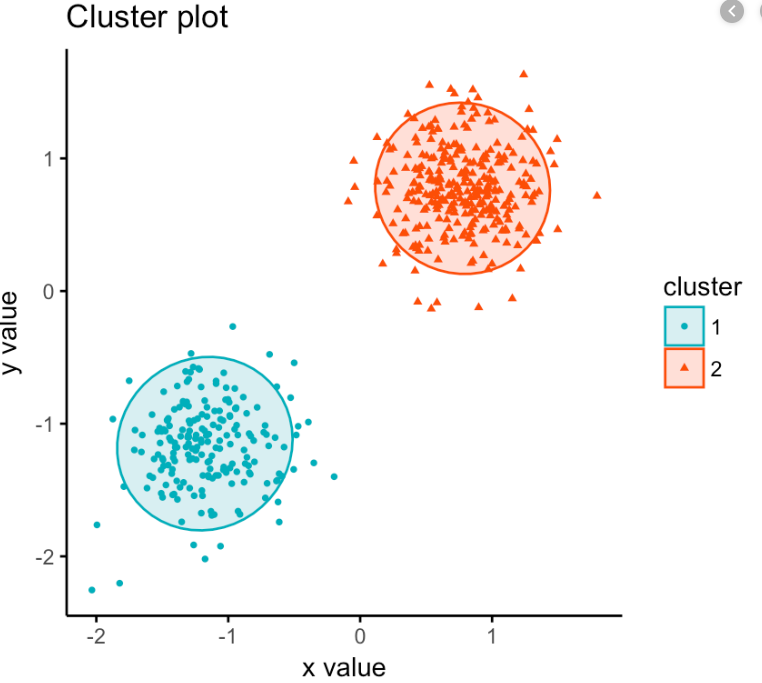 Cluster plot
y value
1
0
-1
-2
-2
-1
0
1
x value
cluster
1
2